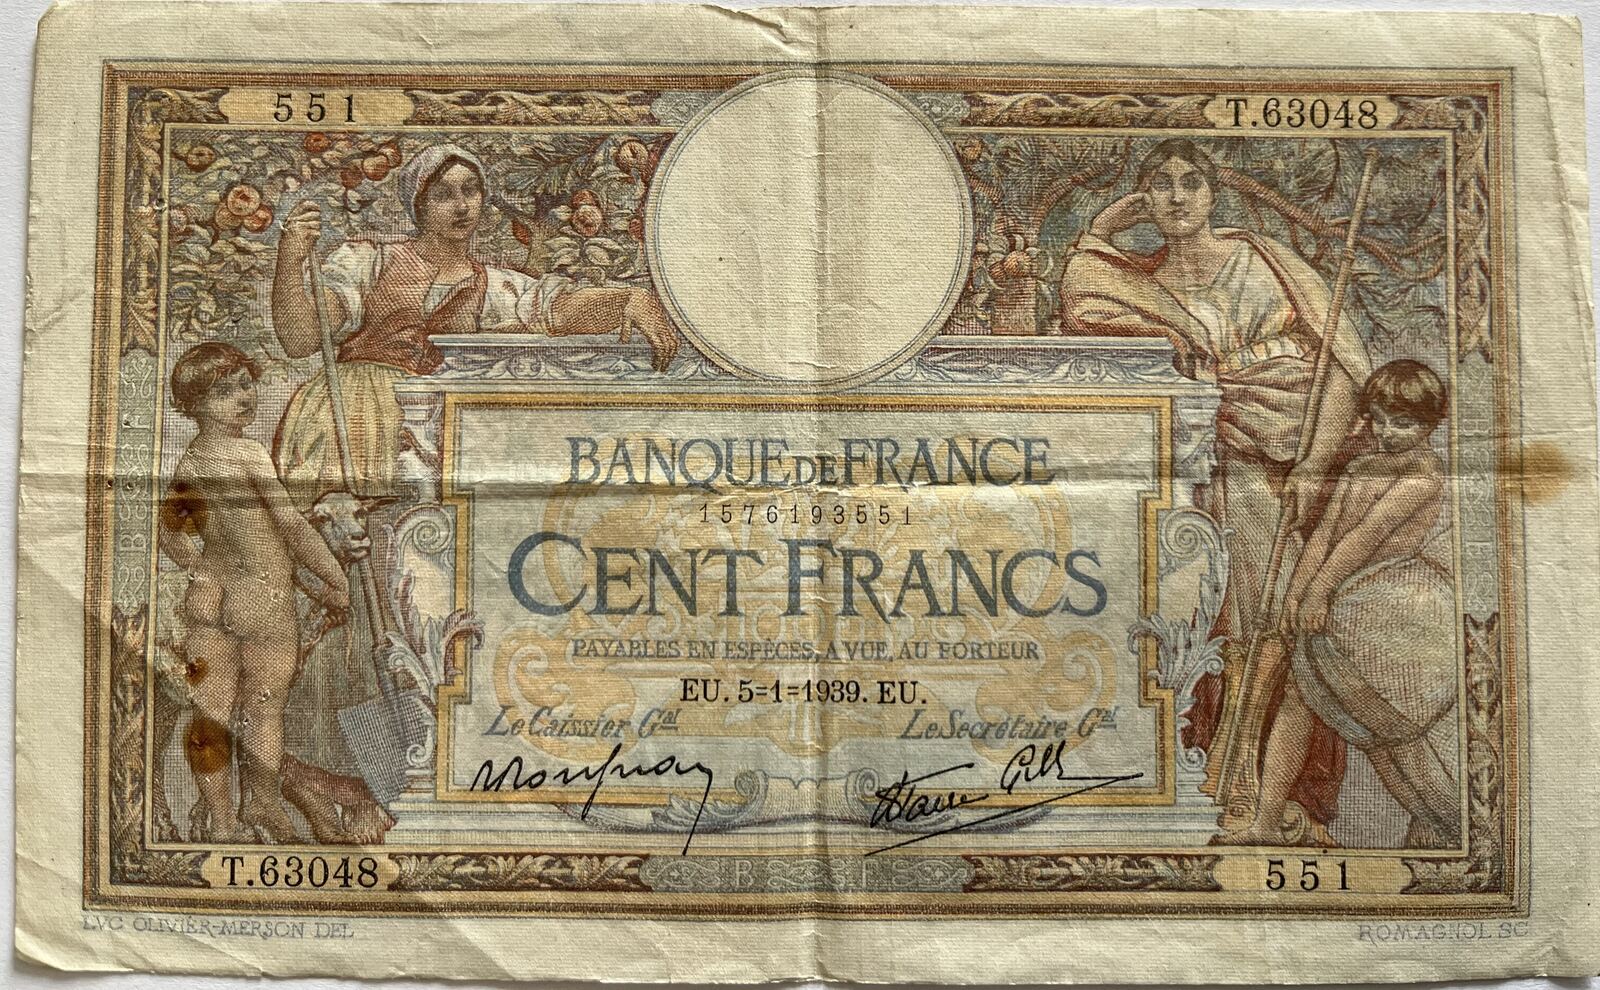 551
T.63048
BANQUE DE FRANCE
1576193551
CENT FRANCS
PAYABLES EN ESPÈCES, A VUE, AU PORTEUR
EU. 5=1=1939. EU.
Le Caissier Gal
Le Secrétaire Gal
T.63048
B F
551
LVC OLIVIER-MERSON DEL
ROMAGNOL SC